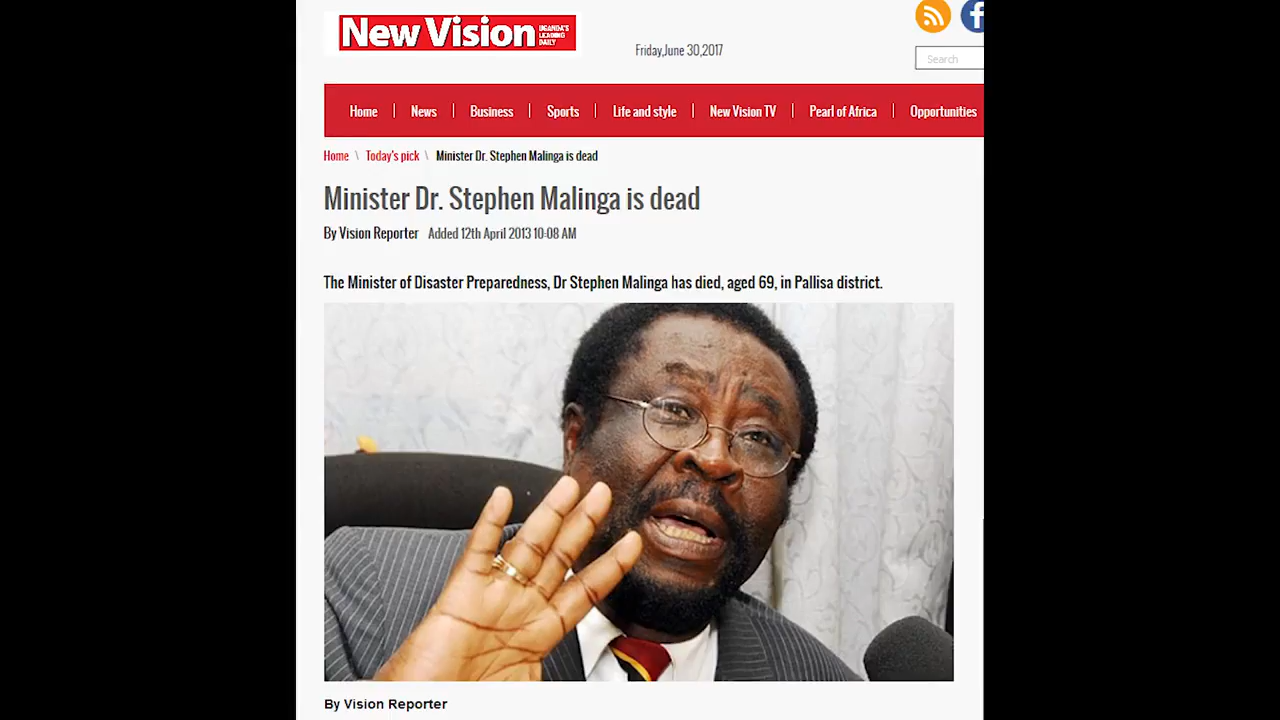 New Vision
UGANDA'S
LEADING
DAILY
Friday,June 30,2017
Search
Home
News
Business
Sports
Life and style
New Vision TV
Pearl of Africa
Opportunities
Home \ Today's pick \ Minister Dr. Stephen Malinga is dead
Minister Dr. Stephen Malinga is dead
By Vision Reporter Added 12th April 2013 10:08 AM
The Minister of Disaster Preparedness, Dr Stephen Malinga has died, aged 69, in Pallisa district.
By Vision Reporter